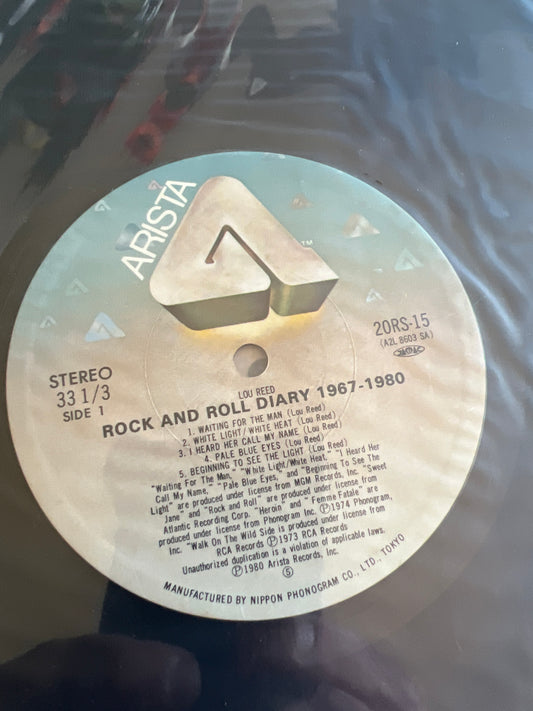 ARISTA
TM
20RS-15
(A2L 8603 SA)
STEREO
33 1/3
SIDE 1
LOU REED
ROCK AND ROLL DIARY 1967-1980
1. WAITING FOR THE MAN (Lou Reed)
2. WHITE LIGHT/WHITE HEAT (Lou Reed)
3. I HEARD HER CALL MY NAME (Lou Reed)
4. PALE BLUE EYES (Lou Reed)
5. BEGINNING TO SEE THE LIGHT (Lou Reed)
"Waiting For The Man," "White Light/White Heat," "I Heard Her
Call My Name," "Pale Blue Eyes," and "Beginning To See The
Light" are produced under license from MGM Records, Inc. "Sweet
Jane" and "Rock and Roll" are produced under license from
Atlantic Recording Corp. "Heroin" and "Femme Fatale" are
produced under license from Phonogram Inc. Ⓟ1974 Phonogram,
Inc. "Walk On The Wild Side is produced under license from
RCA Records Ⓟ1973 RCA Records
Unauthorized duplication is a violation of applicable laws.
Ⓟ1980 Arista Records, Inc.
Ⓢ
MANUFACTURED BY NIPPON PHONOGRAM CO., LTD., TOKYO